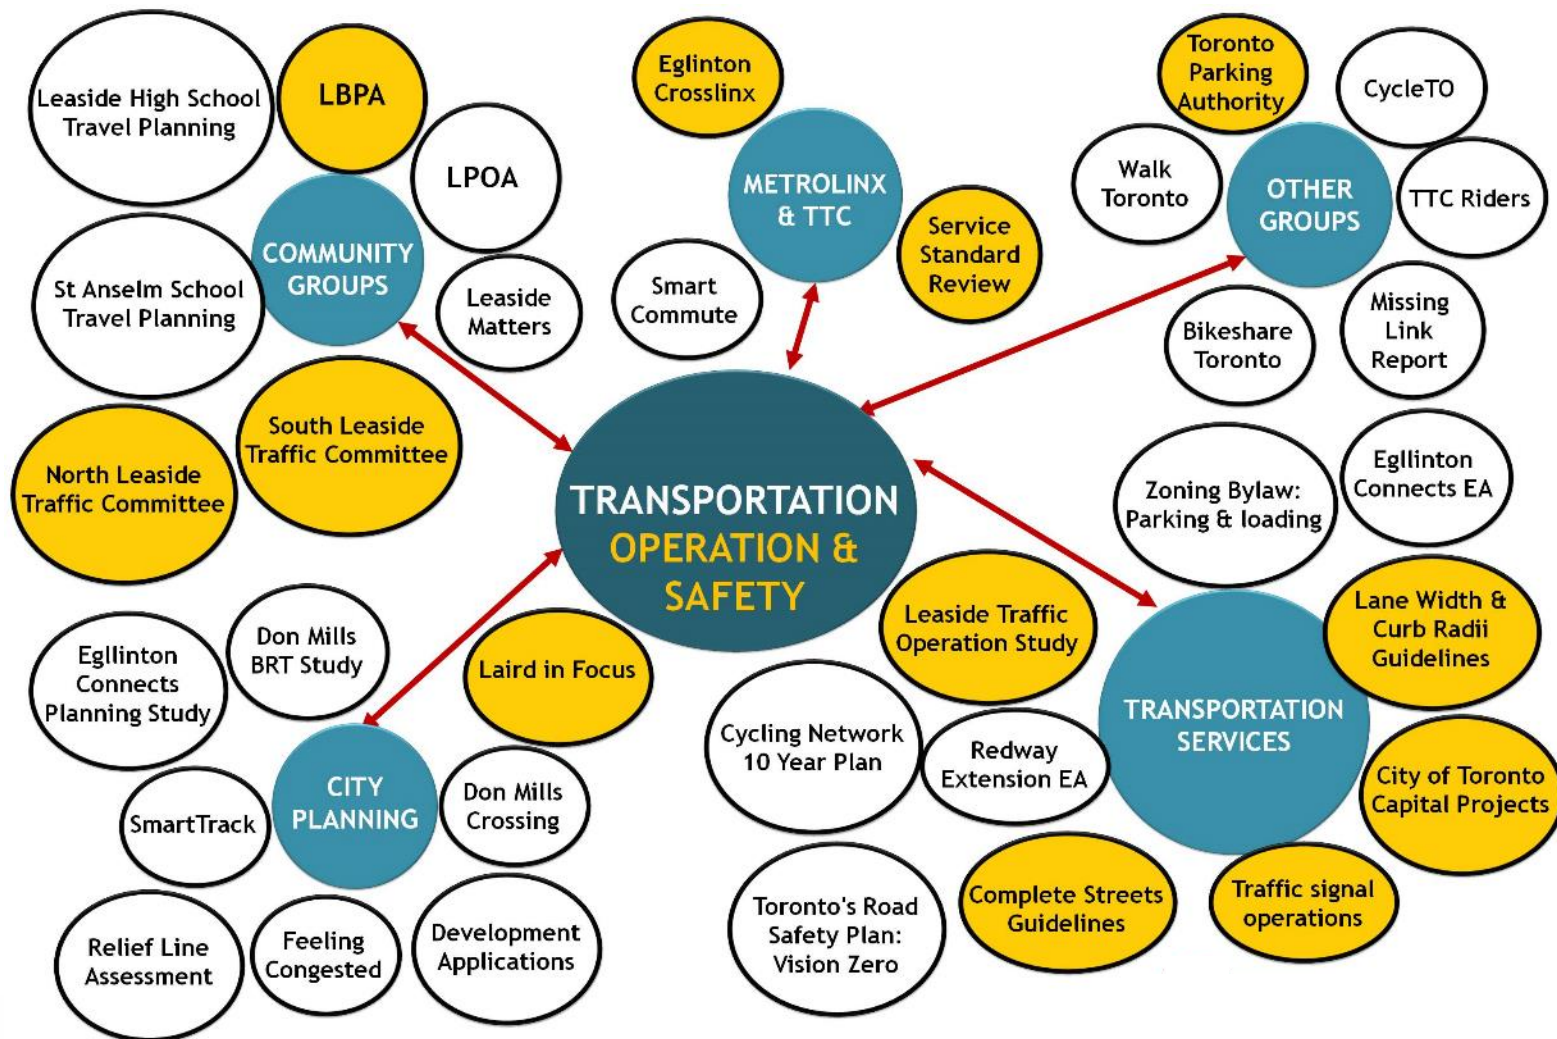 Leaside High School
Travel Planning
LBPA
LPOA
COMMUNITY
GROUPS
St Anselm School
Travel Planning
Leaside
Matters
South Leaside
Traffic Committee
North Leaside
Traffic Committee
Eglinton
Crosslinx
METROLINX
& TTC
Service
Standard
Review
Smart
Commute
Toronto
Parking
Authority
CycleTO
Walk
Toronto
OTHER
GROUPS
TTC Riders
Bikeshare
Toronto
Missing
Link
Report
TRANSPORTATION
OPERATION &
SAFETY
Zoning Bylaw:
Parking & loading
Egllinton
Connects EA
Leaside Traffic
Operation Study
Lane Width &
Curb Radii
Guidelines
TRANSPORTATION
SERVICES
Cycling Network
10 Year Plan
Redway
Extension EA
City of Toronto
Capital Projects
Toronto's Road
Safety Plan:
Vision Zero
Complete Streets
Guidelines
Traffic signal
operations
Egllinton
Connects
Planning Study
Don Mills
BRT Study
Laird in Focus
SmartTrack
CITY
PLANNING
Don Mills
Crossing
Relief Line
Assessment
Feeling
Congested
Development
Applications